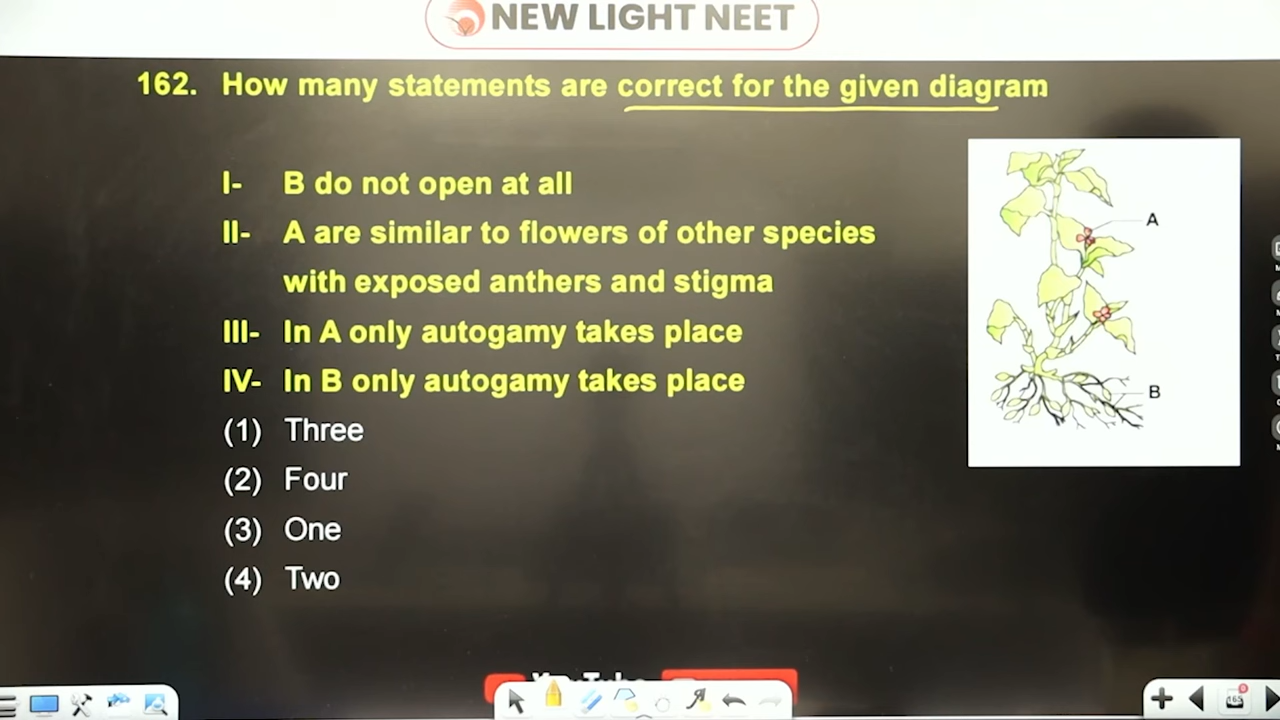 NEW LIGHT NEET
162. How many statements are correct for the given diagram
I- B do not open at all
II- A are similar to flowers of other species
with exposed anthers and stigma
III- In A only autogamy takes place
IV- In B only autogamy takes place
(1) Three
(2) Four
(3) One
(4) Two
A
B